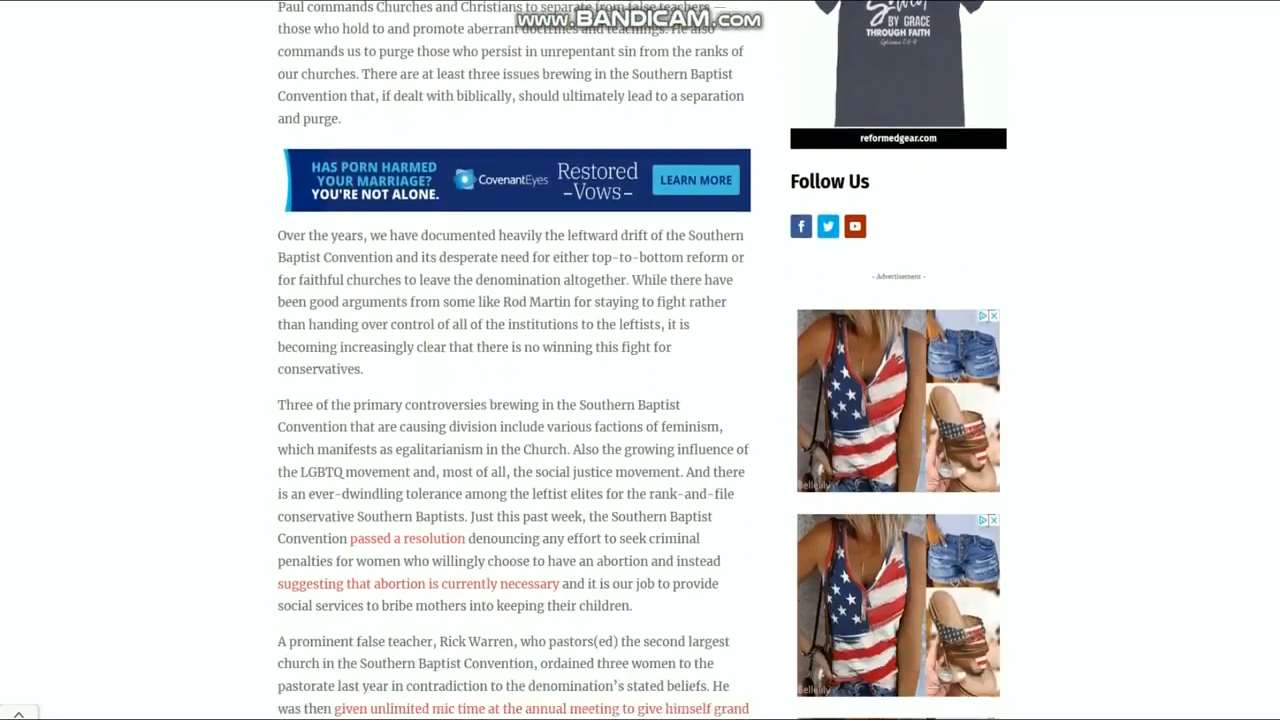 Paul commands Churches and Christians to separate from false teachers —
www.BANDICAM.com
those who hold to and promote aberrant doctrines and teachings. He also
commands us to purge those who persist in unrepentant sin from the ranks of
our churches. There are at least three issues brewing in the Southern Baptist
Convention that, if dealt with biblically, should ultimately lead to a separation
and purge.
HAS PORN HARMED
YOUR MARRIAGE?
YOU'RE NOT ALONE.
CovenantEyes
Restored
–Vows–
LEARN MORE
Over the years, we have documented heavily the leftward drift of the Southern
Baptist Convention and its desperate need for either top-to-bottom reform or
for faithful churches to leave the denomination altogether. While there have
been good arguments from some like Rod Martin for staying to fight rather
than handing over control of all of the institutions to the leftists, it is
becoming increasingly clear that there is no winning this fight for
conservatives.
Three of the primary controversies brewing in the Southern Baptist
Convention that are causing division include various factions of feminism,
which manifests as egalitarianism in the Church. Also the growing influence of
the LGBTQ movement and, most of all, the social justice movement. And there
is an ever-dwindling tolerance among the leftist elites for the rank-and-file
conservative Southern Baptists. Just this past week, the Southern Baptist
Convention passed a resolution denouncing any effort to seek criminal
penalties for women who willingly choose to have an abortion and instead
suggesting that abortion is currently necessary and it is our job to provide
social services to bribe mothers into keeping their children.
A prominent false teacher, Rick Warren, who pastors(ed) the second largest
church in the Southern Baptist Convention, ordained three women to the
pastorate last year in contradiction to the denomination's stated beliefs. He
was then given unlimited mic time at the annual meeting to give himself grand
Saved
BY GRACE
THROUGH FAITH
reformedgear.com
Follow Us
- Advertisement -
Bellelily
Bellelily